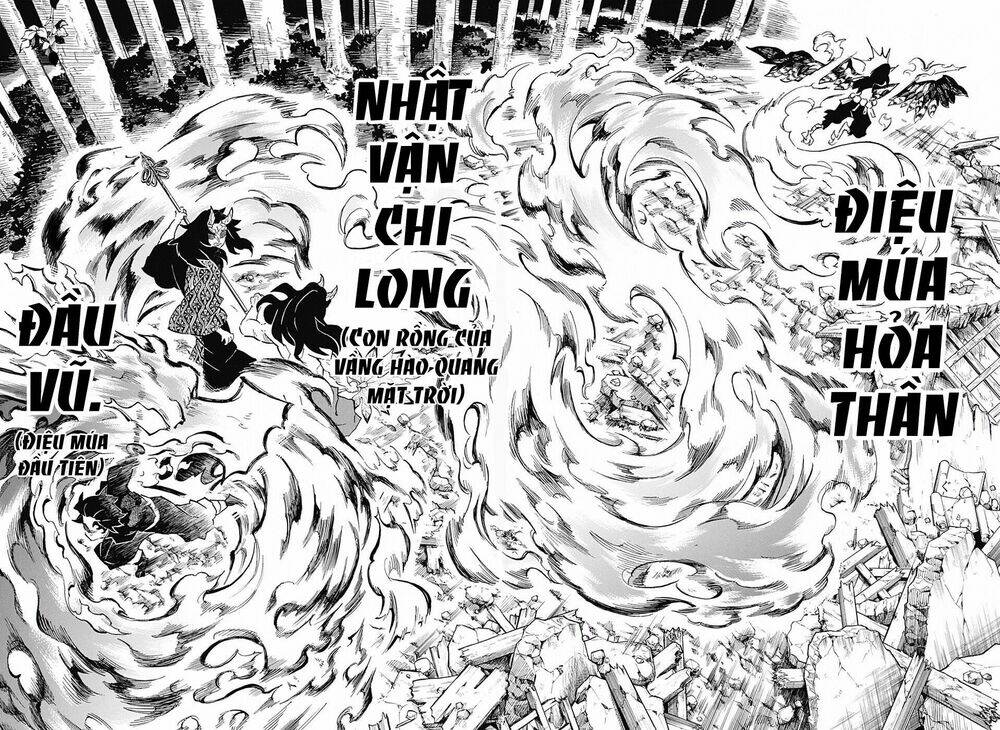 ĐIỆU
MÚA
HỎA
THẦN
NHẬT
VẬN
CHI
LONG
(CON RỒNG CỦA
VẦNG HÀO QUANG
MẶT TRỜI)
ĐẦU
VŨ.
(ĐIỆU MÚA
ĐẦU TIÊN)